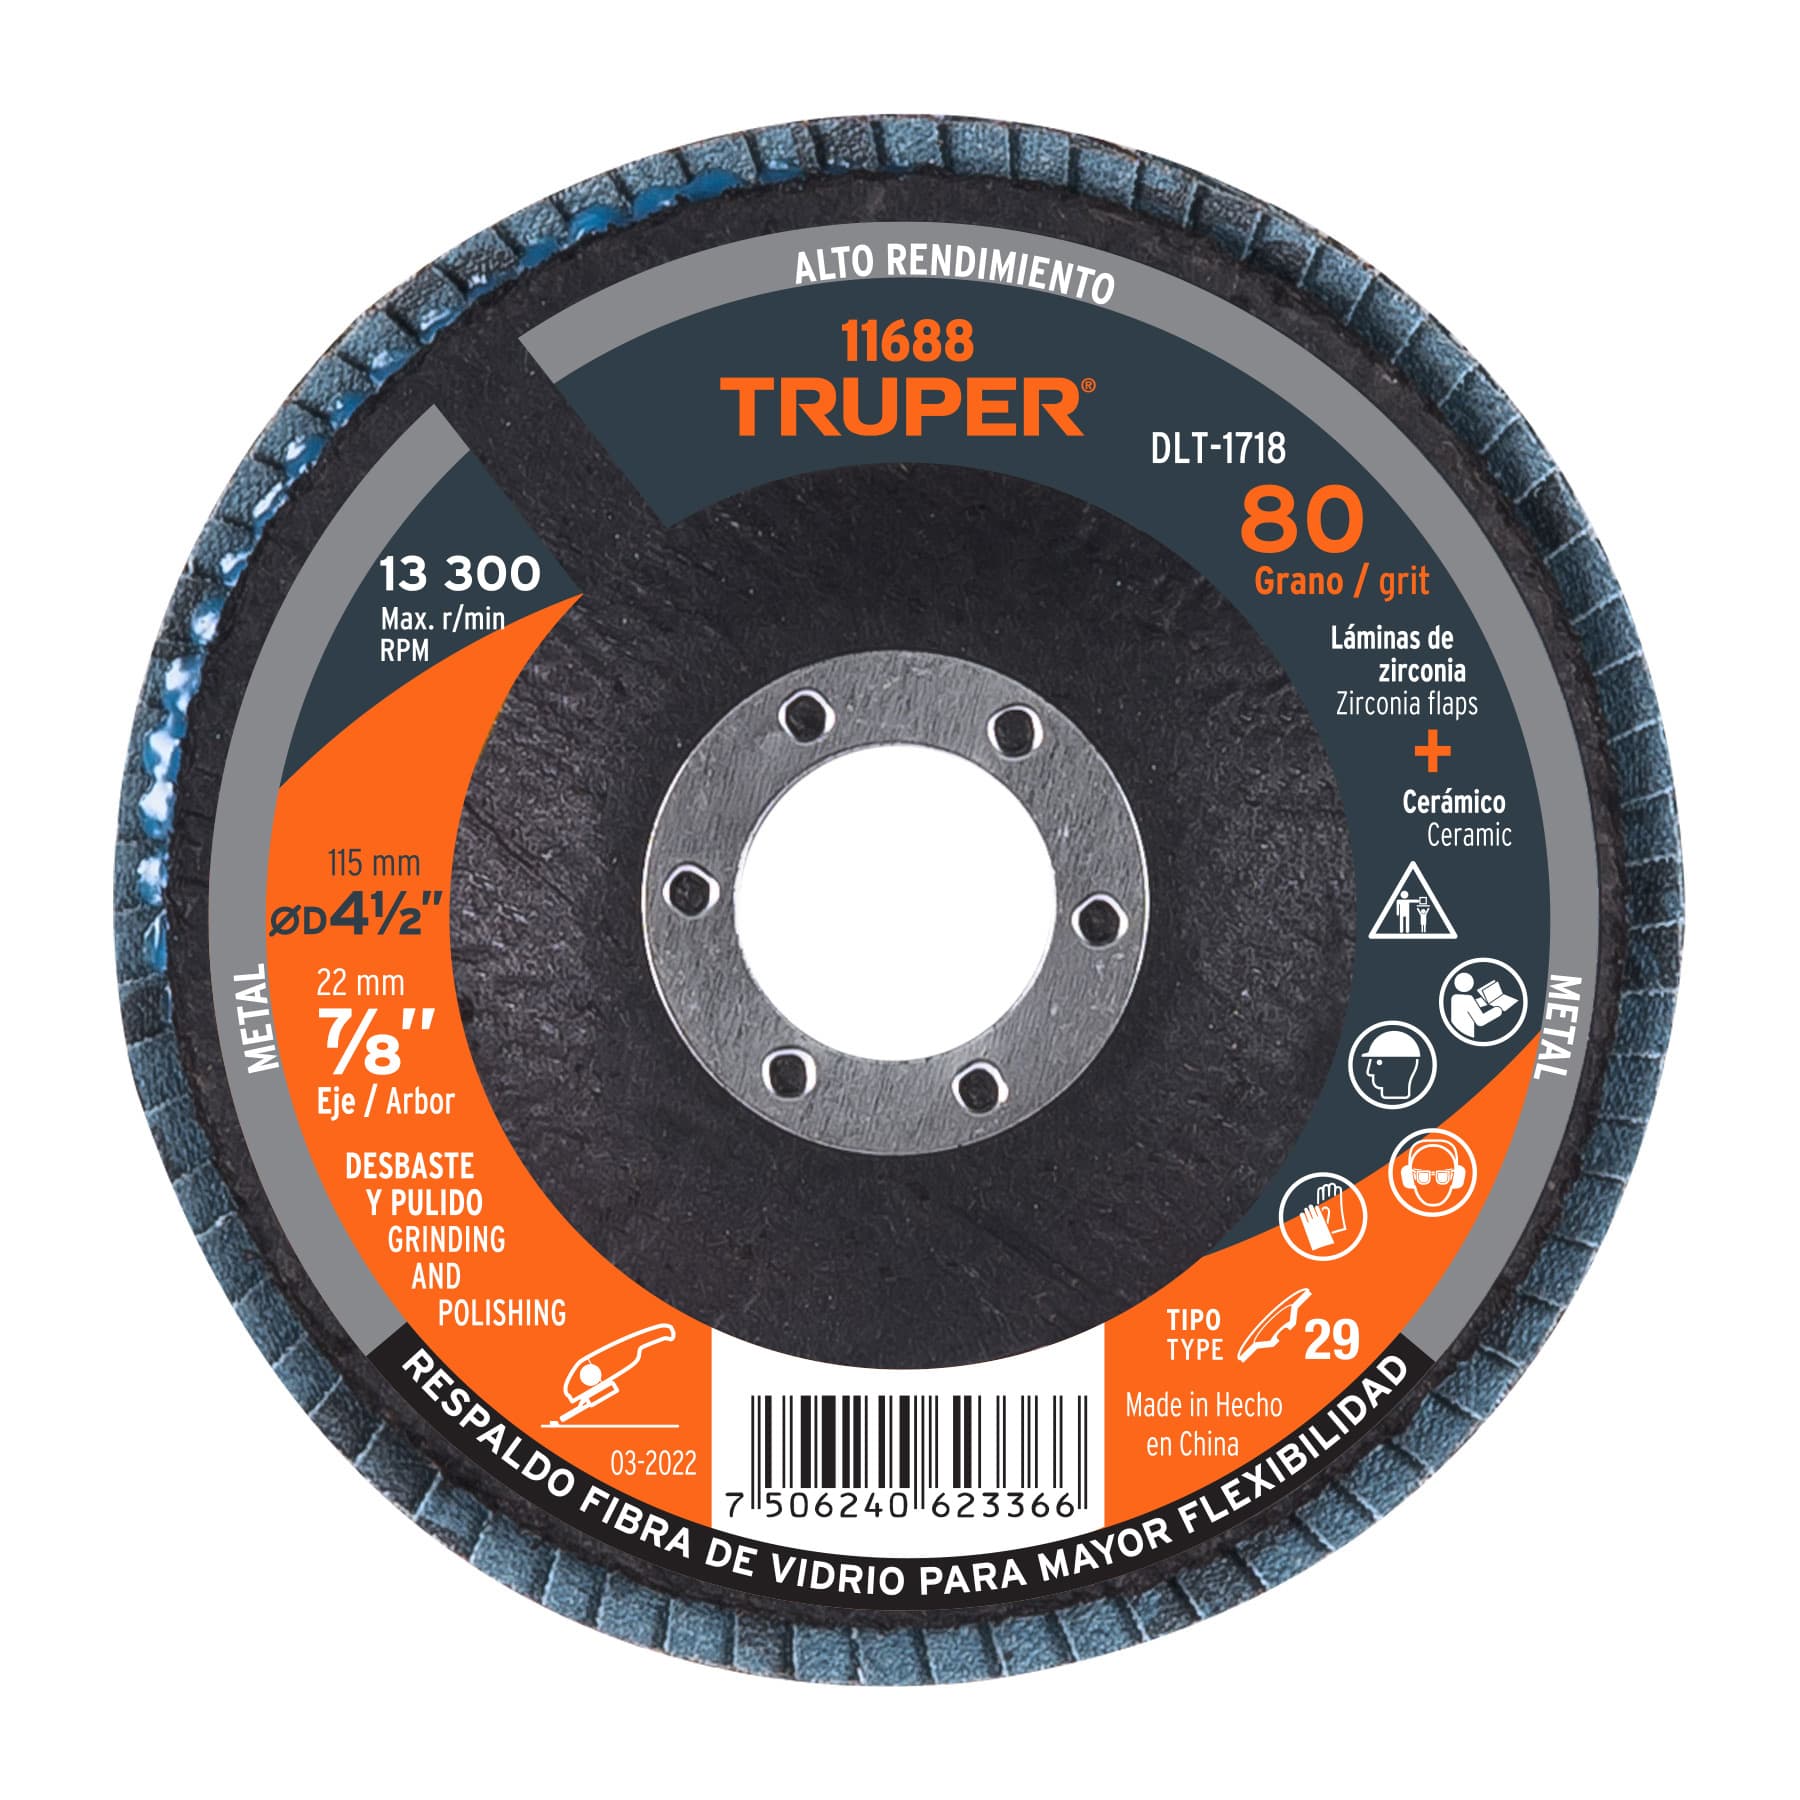 ALTO RENDIMIENTO
11688
TRUPER®
DLT-1718
80
Grano / grit
Láminas de
zirconia
Zirconia flaps
+
Cerámico
Ceramic
13 300
Max. r/min
RPM
115 mm
ØD4½"
22 mm
⅞"
Eje / Arbor
METAL
METAL
DESBASTE
Y PULIDO
GRINDING
AND
POLISHING
TIPO
TYPE
29
Made in Hecho
en China
03-2022
7 506240 623366
RESPALDO FIBRA DE VIDRIO PARA MAYOR FLEXIBILIDAD